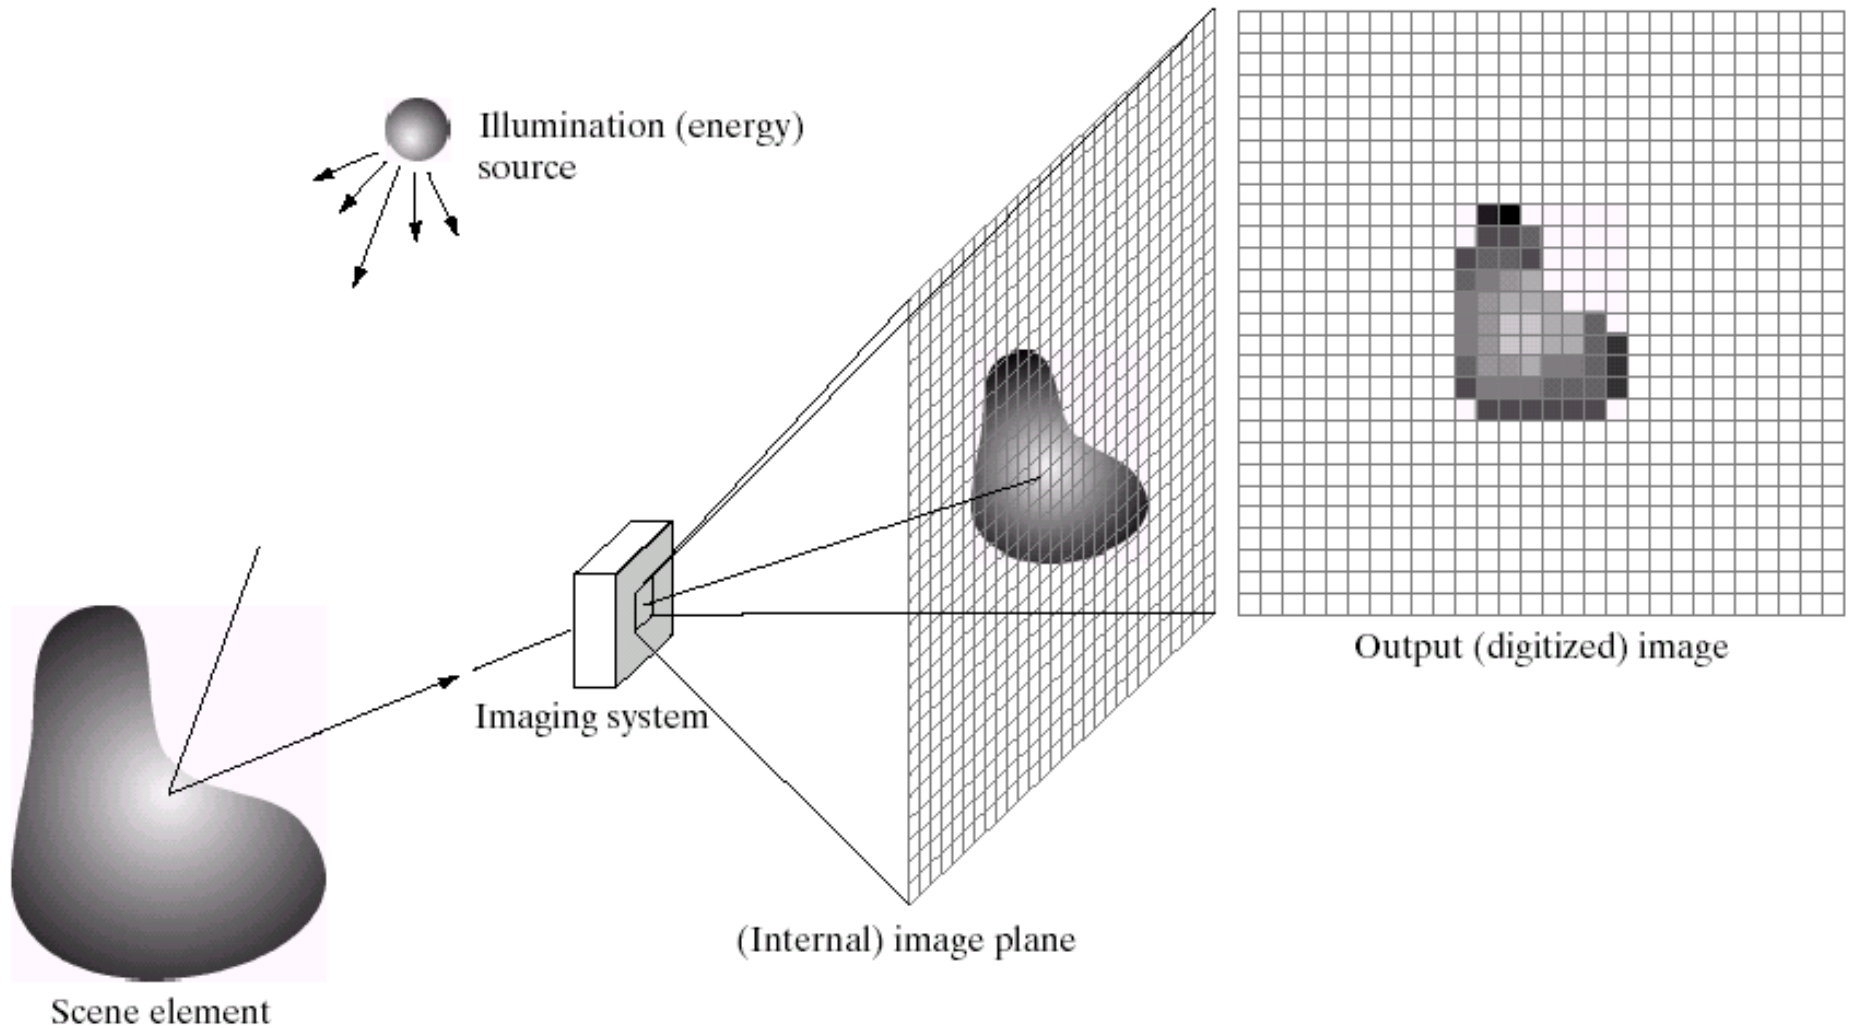 Illumination (energy)
source
Output (digitized) image
Imaging system
(Internal) image plane
Scene element